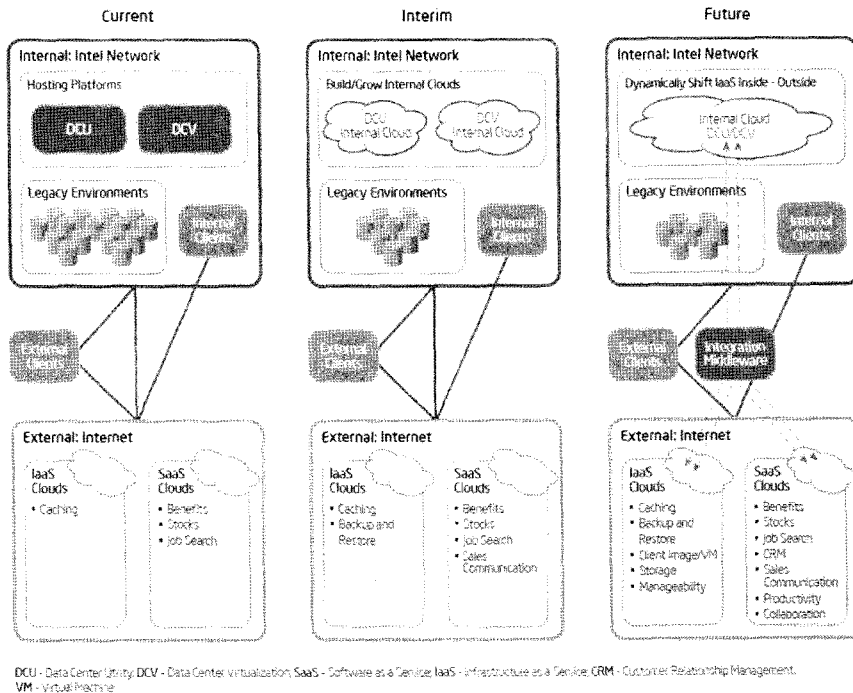 Current
Internal: Intel Network
Hosting Platforms
DCU
DCV
Legacy Environments
Internal
Clients
External
Clients
External: Internet
IaaS
Clouds
• Caching
SaaS
Clouds
• Benefits
• Stocks
• Job Search
Interim
Internal: Intel Network
Build/Grow Internal Clouds
DCU
Internal Cloud
DCV
Internal Cloud
Legacy Environments
Internal
Clients
External
Clients
External: Internet
IaaS
Clouds
• Caching
• Backup and
Restore
SaaS
Clouds
• Benefits
• Stocks
• Job Search
• Sales
Communication
Future
Internal: Intel Network
Dynamically Shift IaaS Inside - Outside
Internal Cloud
DCU/DCV
Legacy Environments
Internal
Clients
External
Clients
Integration
Middleware
External: Internet
IaaS
Clouds
• Caching
• Backup and
Restore
• Client Image/VM
• Storage
• Manageability
SaaS
Clouds
• Benefits
• Stocks
• Job Search
• CRM
• Sales
Communication
• Productivity
• Collaboration
DCU - Data Center Utility; DCV - Data Center Virtualization; SaaS - Software as a Service; IaaS - Infrastructure as a Service; CRM - Customer Relationship Management;
VM - Virtual Machine